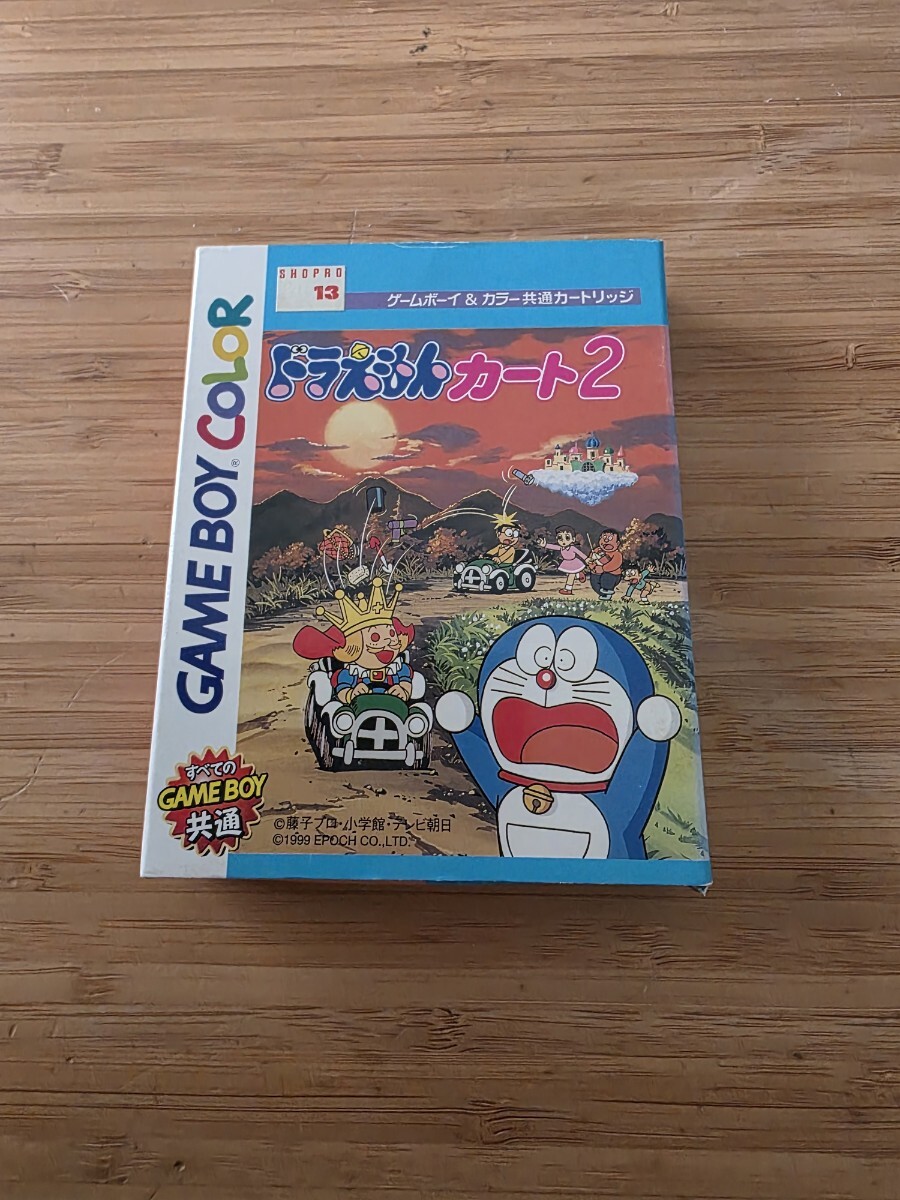 SHOPRO
13
ゲームボーイ&カラー共通カートリッジ
ドラえもん カート2
GAME BOY® COLOR
すべての
GAME BOY
共通
©藤子プロ・小学館・テレビ朝日
©1999 EPOCH CO.,LTD.